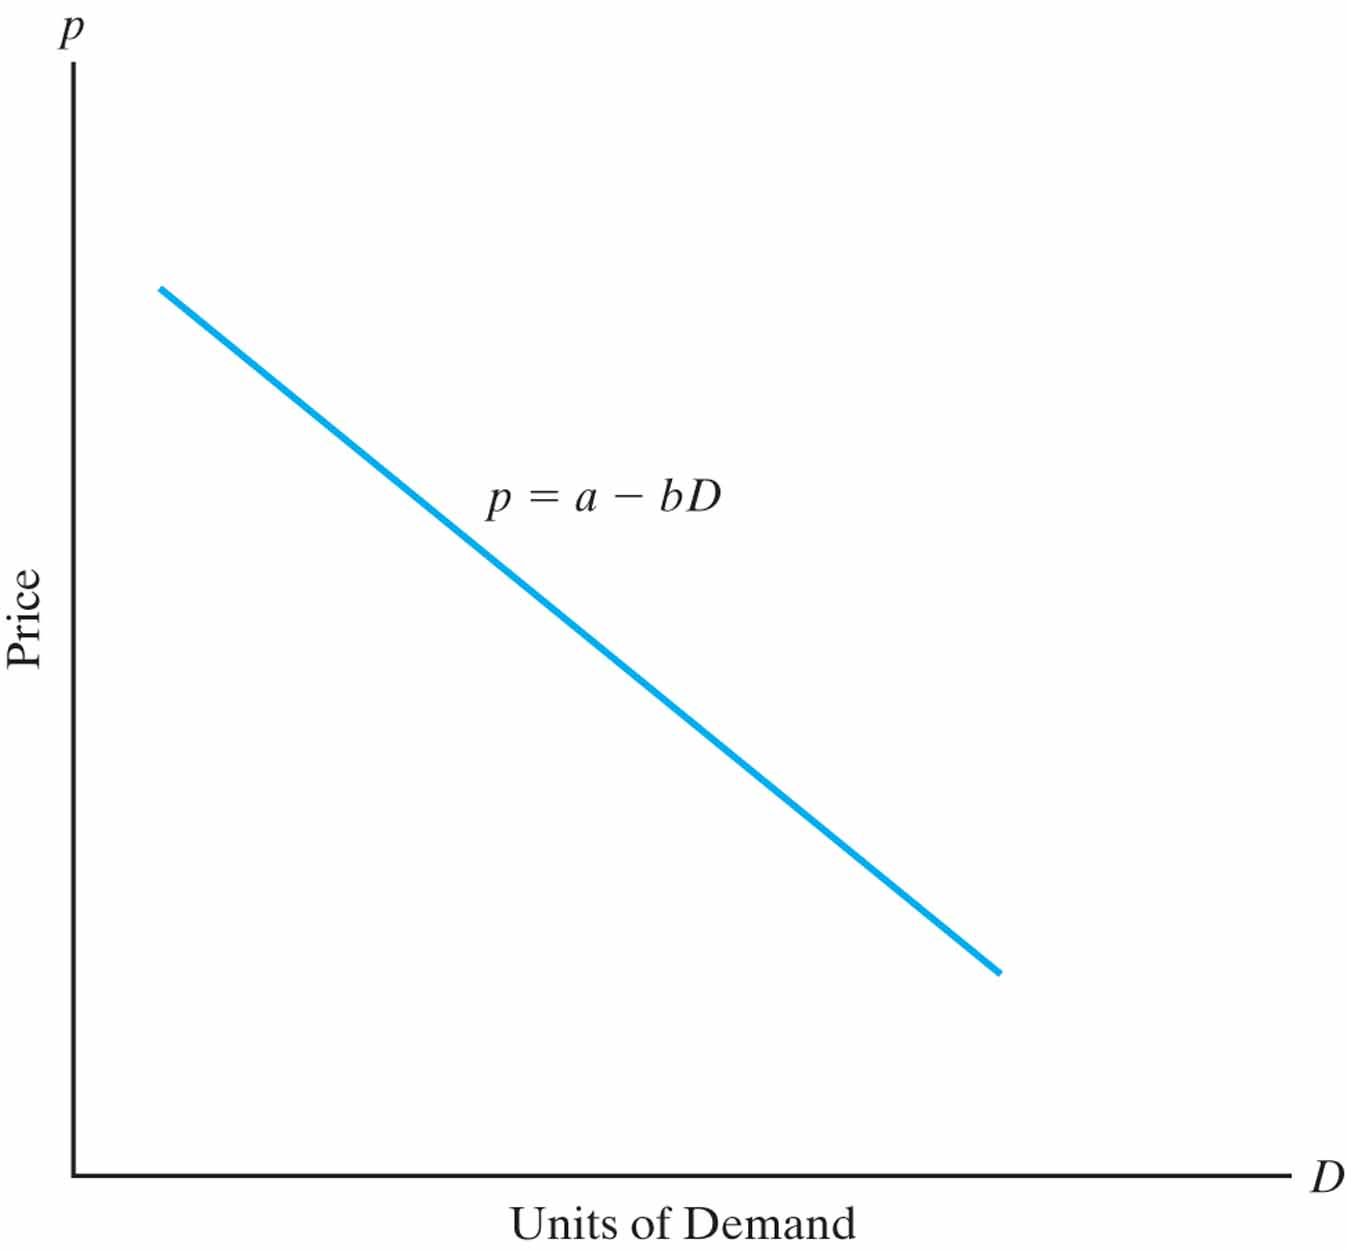 p
p = a − bD
Price
D
Units of Demand